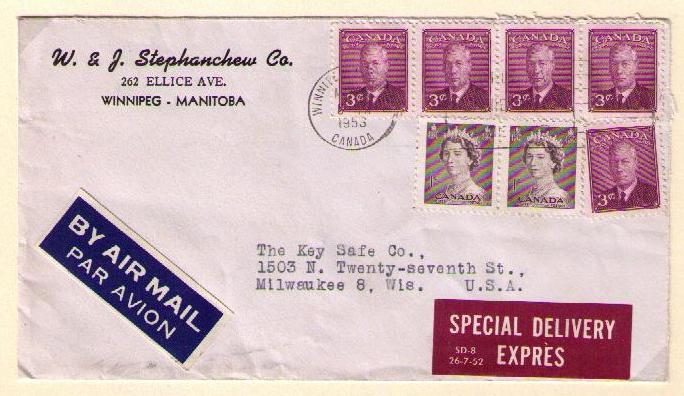 W. & J. Stephanchew Co.
262 ELLICE AVE.
WINNIPEG - MANITOBA
CANADA CANADA CANADA CANADA
3¢ 3¢ 3¢ 3¢
1953
CANADA
CANADA
1¢ 1¢ 3¢
CANADA CANADA
BY AIR MAIL
PAR AVION
The Key Safe Co.,
1503 N. Twenty-seventh St.,
Milwaukee 8, Wis. U.S.A.
SPECIAL DELIVERY
SD-8
26-7-52
EXPRÈS